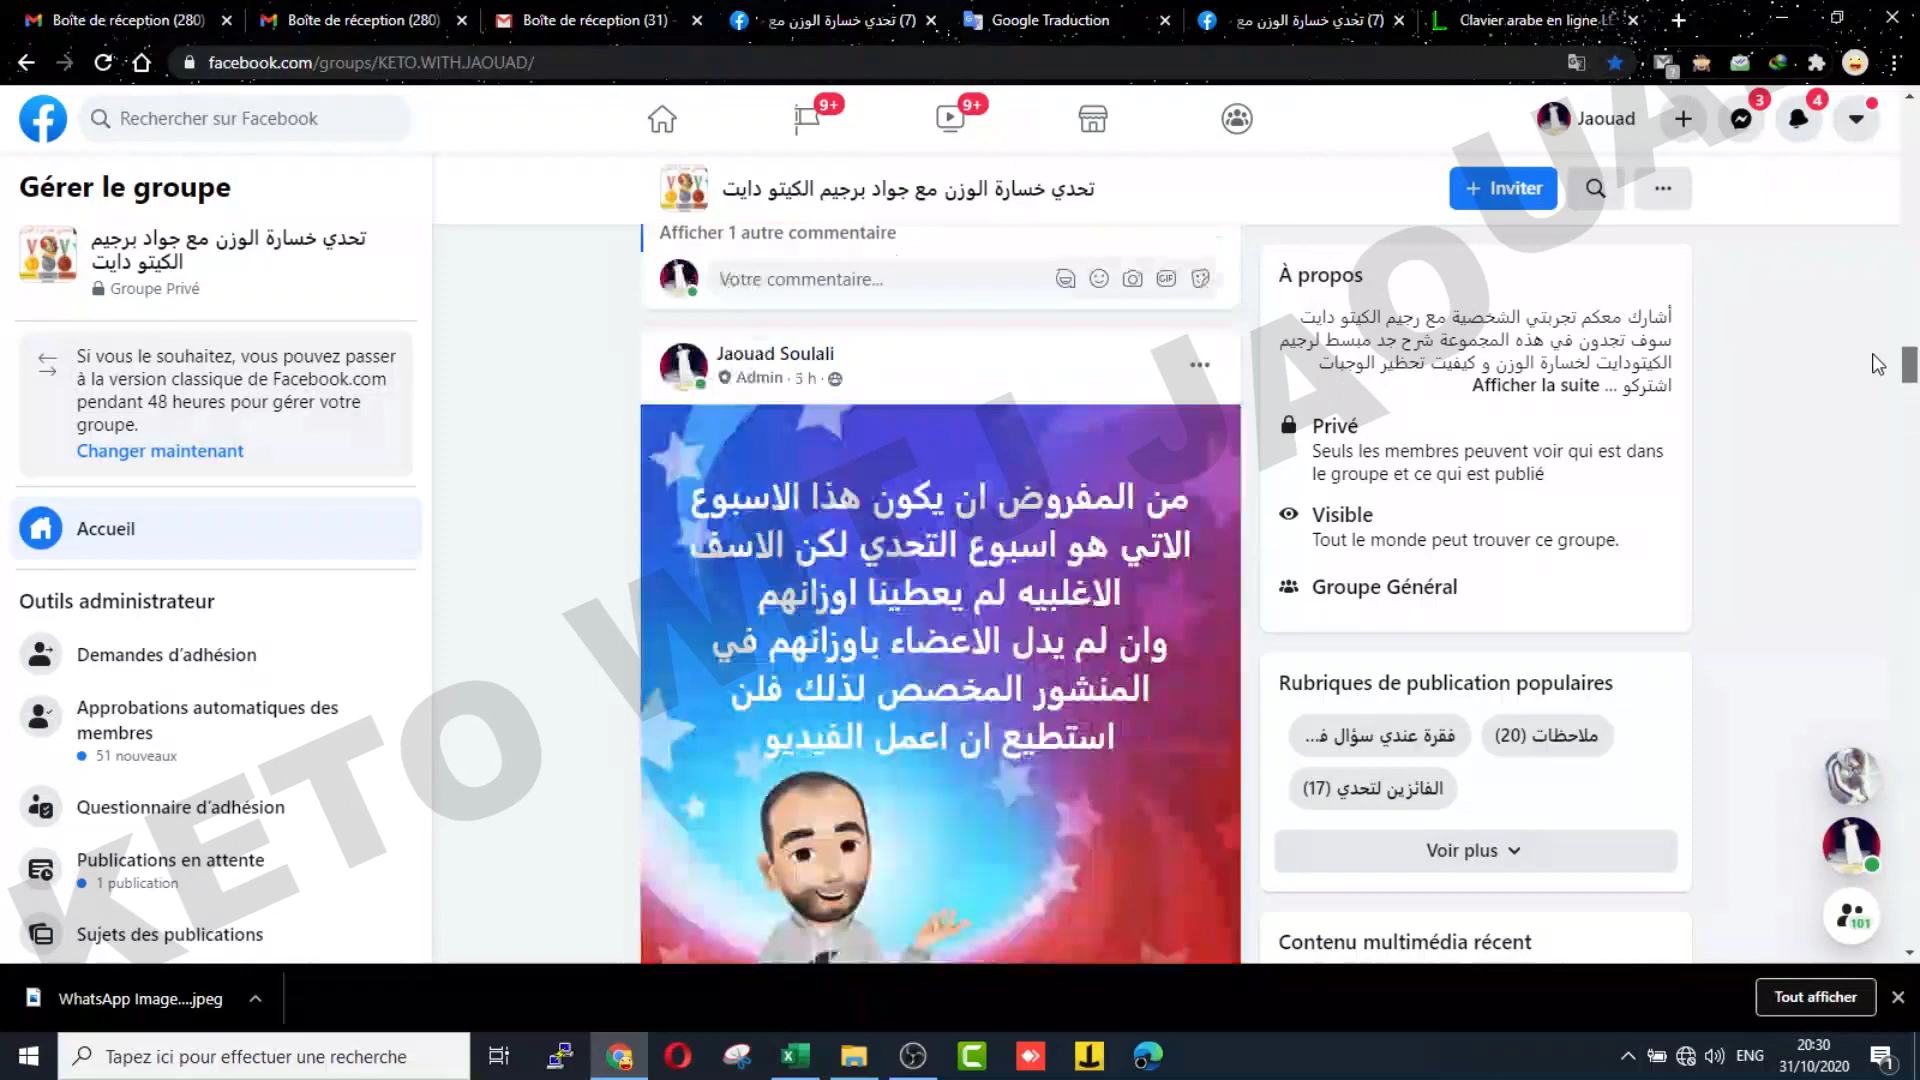 Boîte de réception (280)
Boîte de réception (280)
Boîte de réception (31) -
(7) تحدي خسارة الوزن مع
Google Traduction
(7) تحدي خسارة الوزن مع
Clavier arabe en ligne LE
facebook.com/groups/KETO.WITH.JAOUAD/
Rechercher sur Facebook
9+
9+
Jaouad
3
4
Gérer le groupe
تحدي خسارة الوزن مع جواد برجيم
الكيتو دايت
Groupe Privé
Si vous le souhaitez, vous pouvez passer
à la version classique de Facebook.com
pendant 48 heures pour gérer votre
groupe.
Changer maintenant
Accueil
Outils administrateur
Demandes d'adhésion
Approbations automatiques des
membres
51 nouveaux
Questionnaire d'adhésion
Publications en attente
1 publication
Sujets des publications
تحدي خسارة الوزن مع جواد برجيم الكيتو دايت
+ Inviter
Afficher 1 autre commentaire
Votre commentaire...
GIF
Jaouad Soulali
Admin · 3 h ·
من المفروض ان يكون هذا الاسبوع
الاتي هو اسبوع التحدي لكن الاسف
الاغلبيه لم يعطينا اوزانهم
وان لم يدل الاعضاء باوزانهم في
المنشور المخصص لذلك فلن
استطيع ان اعمل الفيديو
À propos
أشارك معكم تجربتي الشخصية مع رجيم الكيتو دايت
سوف تجدون في هذه المجموعة شرح جد مبسط لرجيم
الكيتودايت لخسارة الوزن و كيفيت تحظير الوجبات
اشتركو ... Afficher la suite
Privé
Seuls les membres peuvent voir qui est dans
le groupe et ce qui est publié
Visible
Tout le monde peut trouver ce groupe.
Groupe Général
Rubriques de publication populaires
فقرة عندي سؤال ف...
ملاحظات (20)
الفائزين لتحدي (17)
Voir plus
Contenu multimédia récent
101
KETO WITJ JAOUAD
WhatsApp Image....jpeg
Tout afficher
Tapez ici pour effectuer une recherche
ENG
20:30
31/10/2020
1